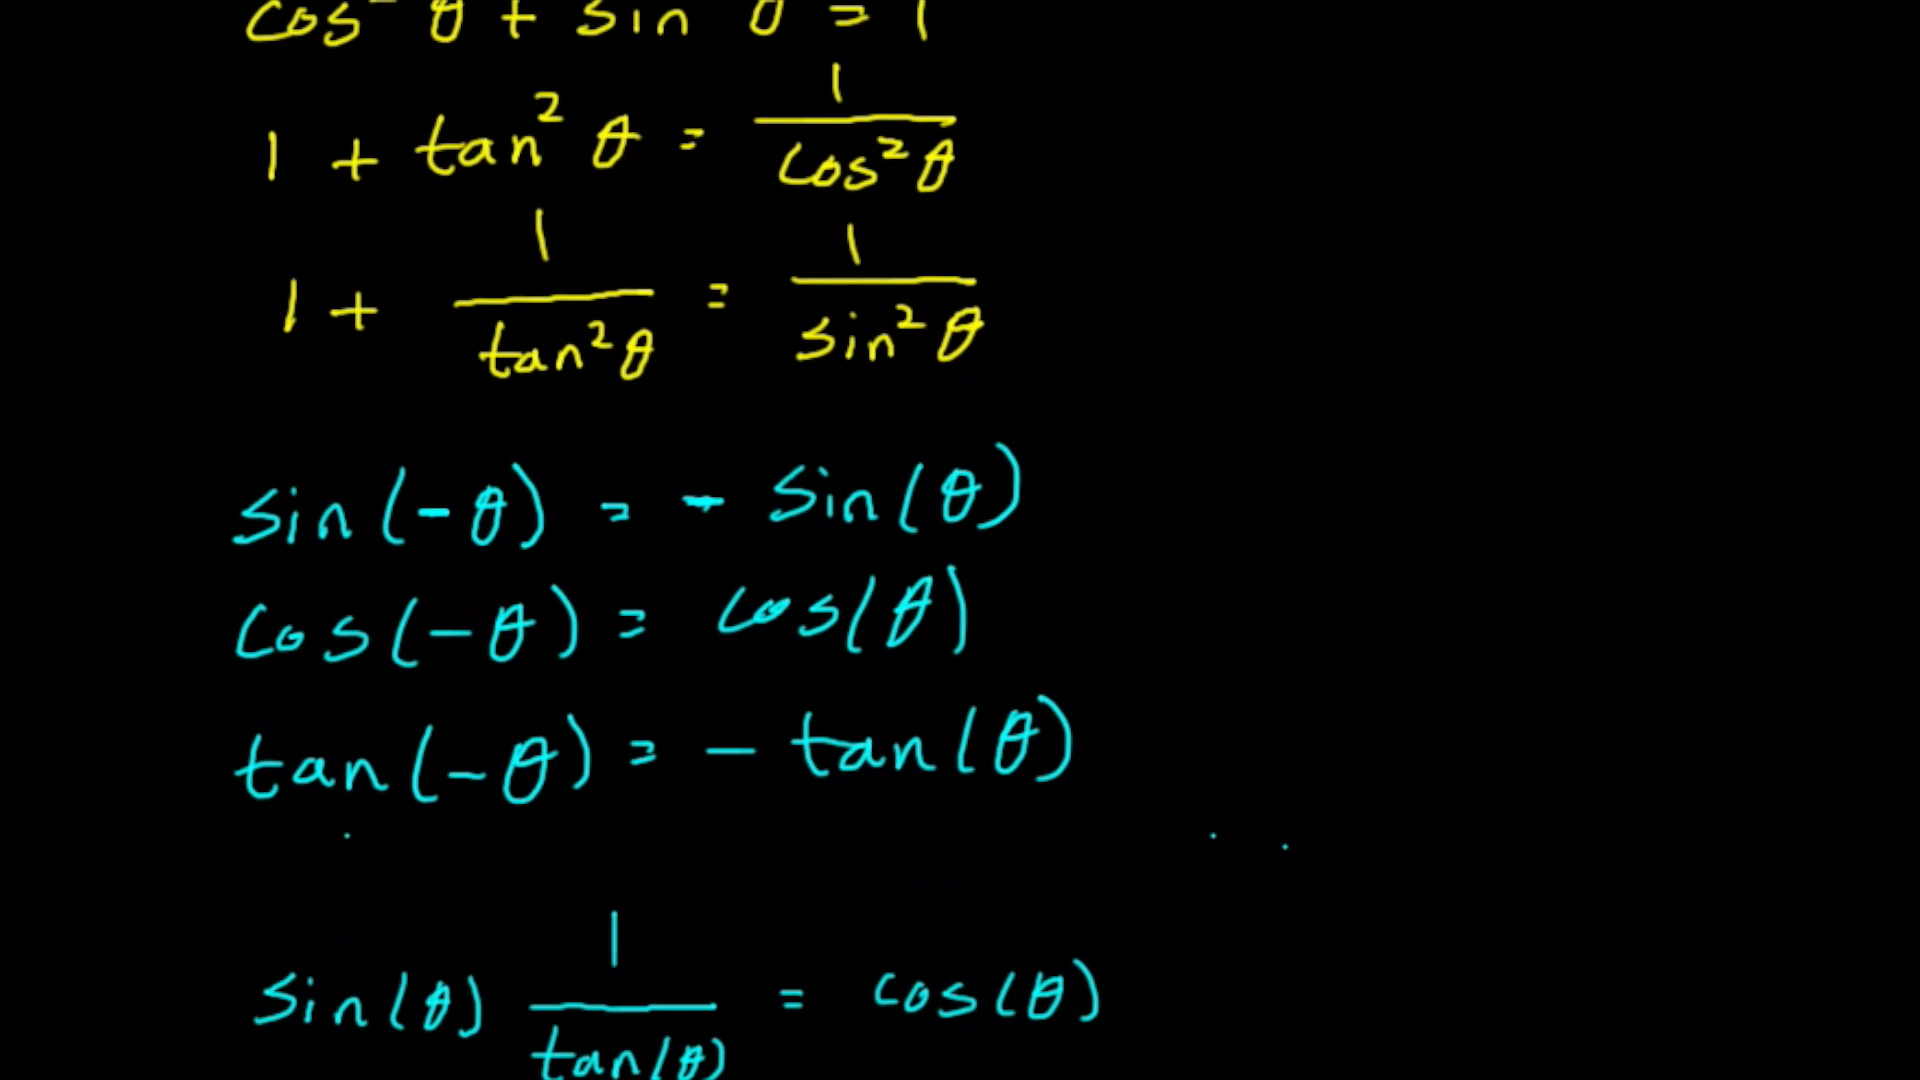 cos² θ + sin θ = 1
1 + tan² θ = 1/cos² θ
1 + 1/tan² θ = 1/sin² θ
sin(-θ) = - sin(θ)
cos(-θ) = cos(θ)
tan(-θ) = - tan(θ)
sin(θ) 1/tan(θ) = cos(θ)